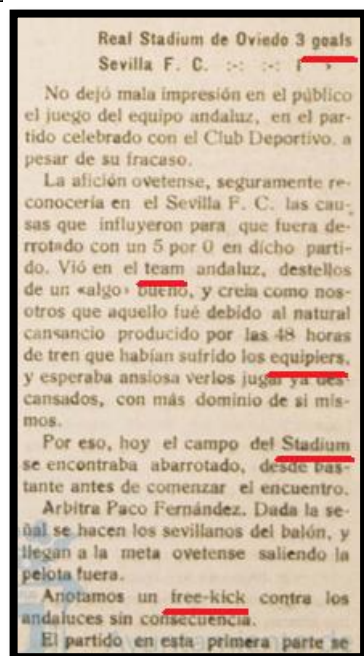 Real Stadium de Oviedo 3 goals
Sevilla F. C. :-: :-: 1 »
No dejó mala impresión en el público
el juego del equipo andaluz, en el par-
tido celebrado con el Club Deportivo. a
pesar de su fracaso.
La afición ovetense, seguramente re-
conocería en el Sevilla F. C. las cau-
sas que influyeron para que fuera de-
rrotado con un 5 por 0 en dicho parti-
do. Vió en el team andaluz, destellos
de un «algo» bueno, y creia como nos-
otros que aquello fué debido al natural
cansancio producido por las 48 horas
de tren que habían sufrido los equipiers,
y esperaba ansiosa verlos jugar ya des-
cansados, con más dominio de si mis-
mos.
Por eso, hoy el campo del Stadium
se encontraba abarrotado, desde bas-
tante antes de comenzar el encuentro.
Arbitra Paco Fernández. Dada la se-
ñal se hacen los sevillanos del balón, y
llegan a la meta ovetense saliendo la
pelota fuera.
Anotamos un free-kick contra los
andaluces sin consecuencia.
El partido en esta primera parte se